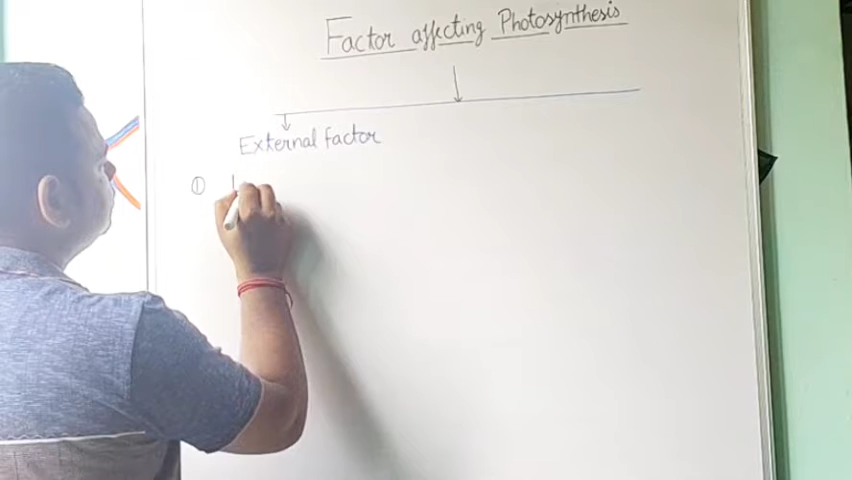 Factor affecting Photosynthesis
External factor
①